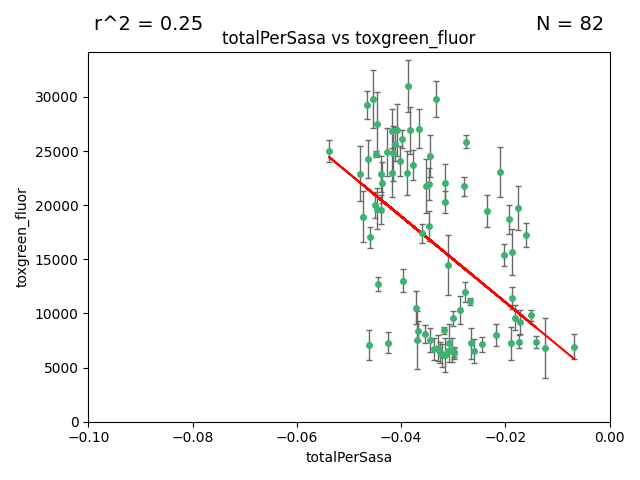 r^2 = 0.25
N = 82
totalPerSasa vs toxgreen_fluor
30000
25000
20000
15000
10000
5000
0
toxgreen_fluor
−0.10
−0.08
−0.06
−0.04
−0.02
0.00
totalPerSasa